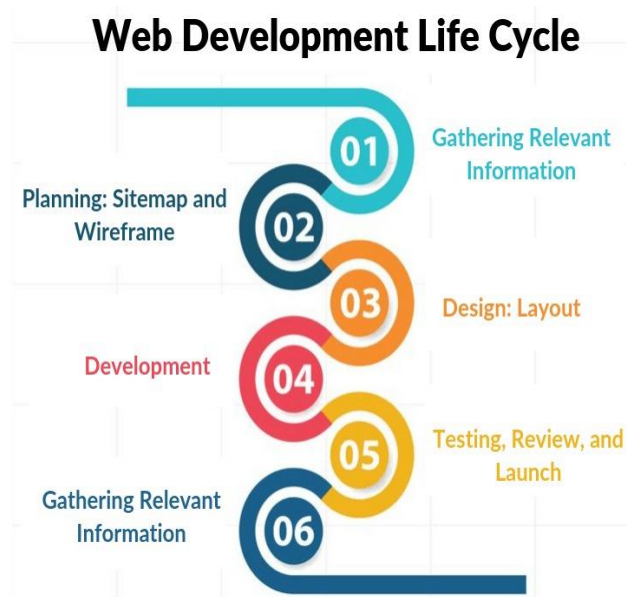 Web Development Life Cycle
01
Gathering Relevant
Information
Planning: Sitemap and
Wireframe
02
03
Design: Layout
Development
04
05
Testing, Review, and
Launch
Gathering Relevant
Information
06